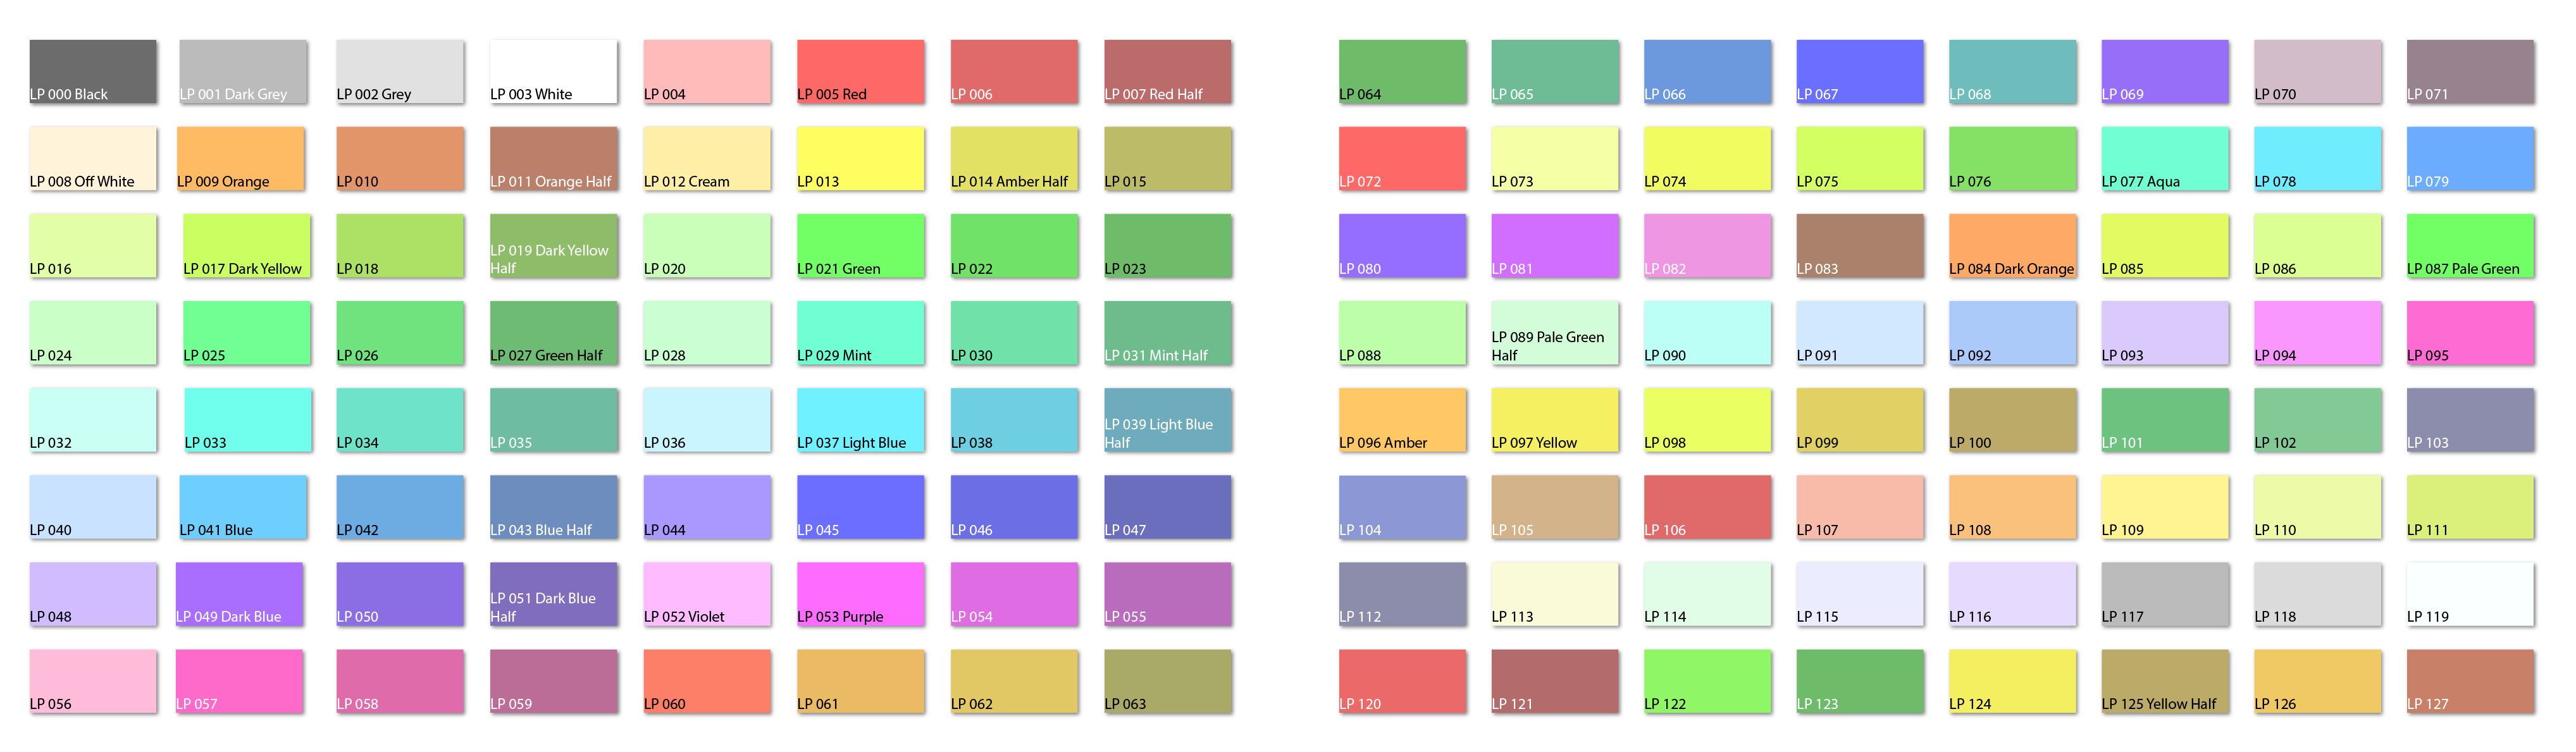 LP 000 Black
LP 001 Dark Grey
LP 002 Grey
LP 003 White
LP 004
LP 005 Red
LP 006
LP 007 Red Half
LP 008 Off White
LP 009 Orange
LP 010
LP 011 Orange Half
LP 012 Cream
LP 013
LP 014 Amber Half
LP 015
LP 016
LP 017 Dark Yellow
LP 018
LP 019 Dark Yellow
Half
LP 020
LP 021 Green
LP 022
LP 023
LP 024
LP 025
LP 026
LP 027 Green Half
LP 028
LP 029 Mint
LP 030
LP 031 Mint Half
LP 032
LP 033
LP 034
LP 035
LP 036
LP 037 Light Blue
LP 038
LP 039 Light Blue
Half
LP 040
LP 041 Blue
LP 042
LP 043 Blue Half
LP 044
LP 045
LP 046
LP 047
LP 048
LP 049 Dark Blue
LP 050
LP 051 Dark Blue
Half
LP 052 Violet
LP 053 Purple
LP 054
LP 055
LP 056
LP 057
LP 058
LP 059
LP 060
LP 061
LP 062
LP 063
LP 064
LP 065
LP 066
LP 067
LP 068
LP 069
LP 070
LP 071
LP 072
LP 073
LP 074
LP 075
LP 076
LP 077 Aqua
LP 078
LP 079
LP 080
LP 081
LP 082
LP 083
LP 084 Dark Orange
LP 085
LP 086
LP 087 Pale Green
LP 088
LP 089 Pale Green
Half
LP 090
LP 091
LP 092
LP 093
LP 094
LP 095
LP 096 Amber
LP 097 Yellow
LP 098
LP 099
LP 100
LP 101
LP 102
LP 103
LP 104
LP 105
LP 106
LP 107
LP 108
LP 109
LP 110
LP 111
LP 112
LP 113
LP 114
LP 115
LP 116
LP 117
LP 118
LP 119
LP 120
LP 121
LP 122
LP 123
LP 124
LP 125 Yellow Half
LP 126
LP 127